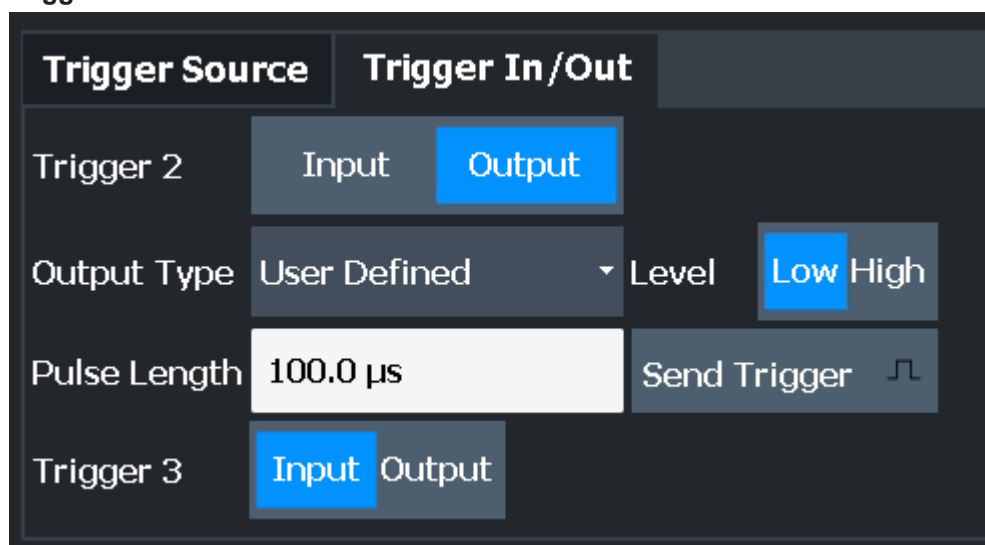 Trigger Source Trigger In/Out
Trigger 2 Input Output
Output Type User Defined Level Low High
Pulse Length 100.0 µs Send Trigger
Trigger 3 Input Output